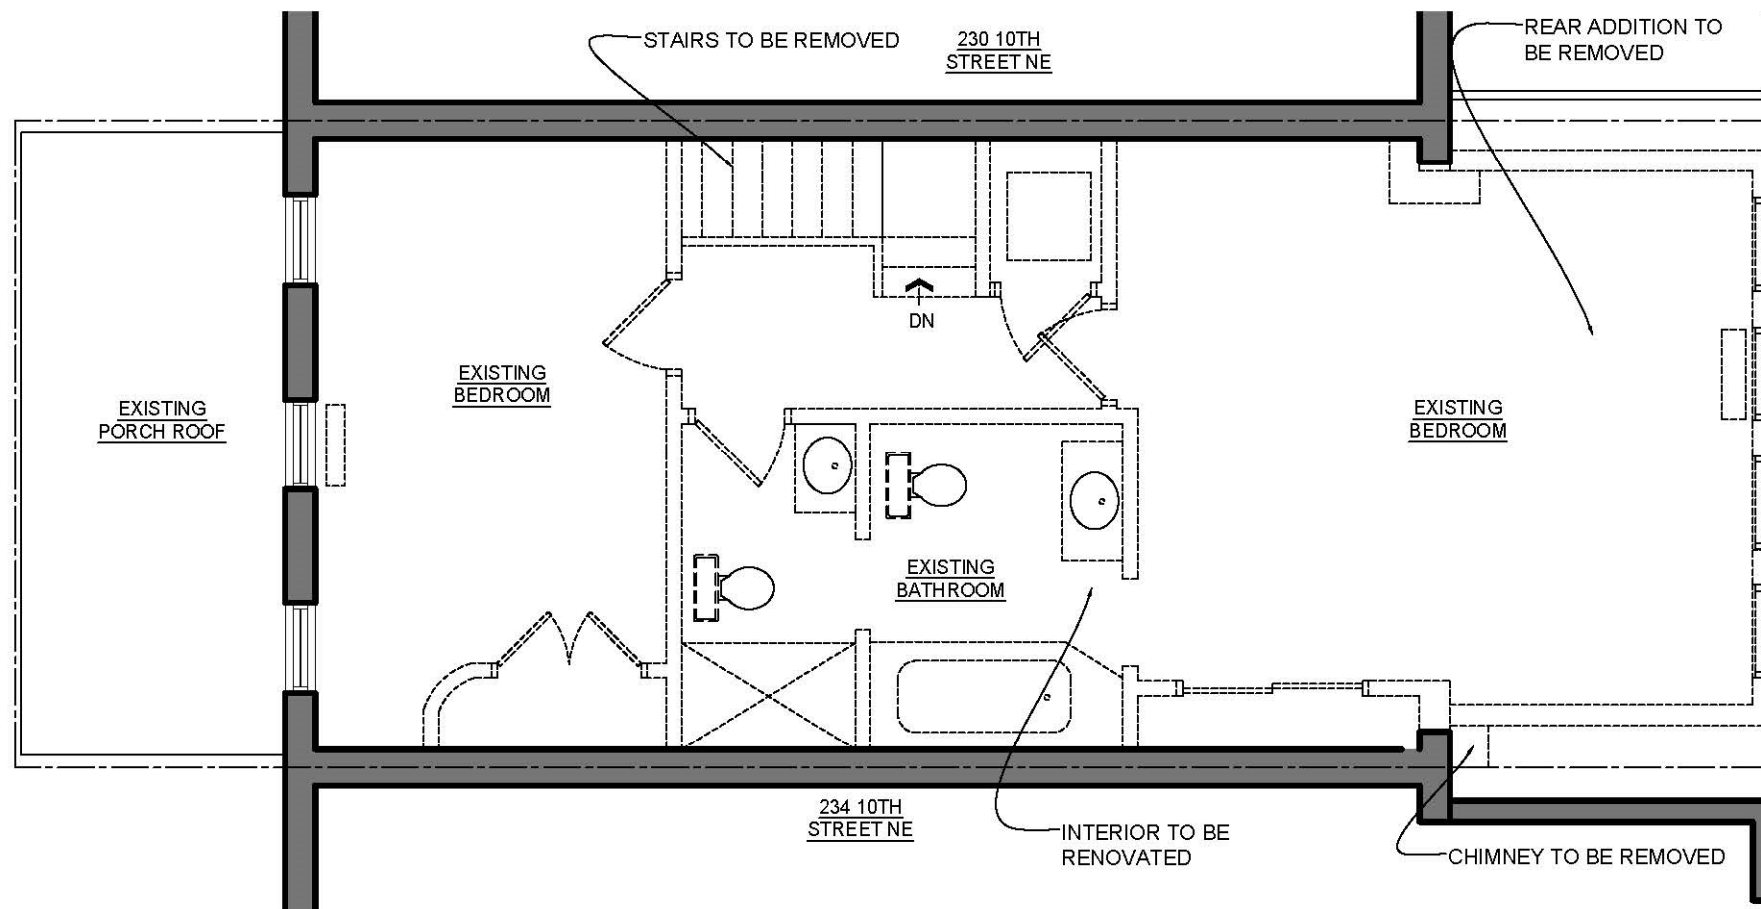 STAIRS TO BE REMOVED
230 10TH
STREET NE
REAR ADDITION TO
BE REMOVED
DN
EXISTING
BEDROOM
EXISTING
PORCH ROOF
EXISTING
BEDROOM
EXISTING
BATHROOM
234 10TH
STREET NE
INTERIOR TO BE
RENOVATED
CHIMNEY TO BE REMOVED